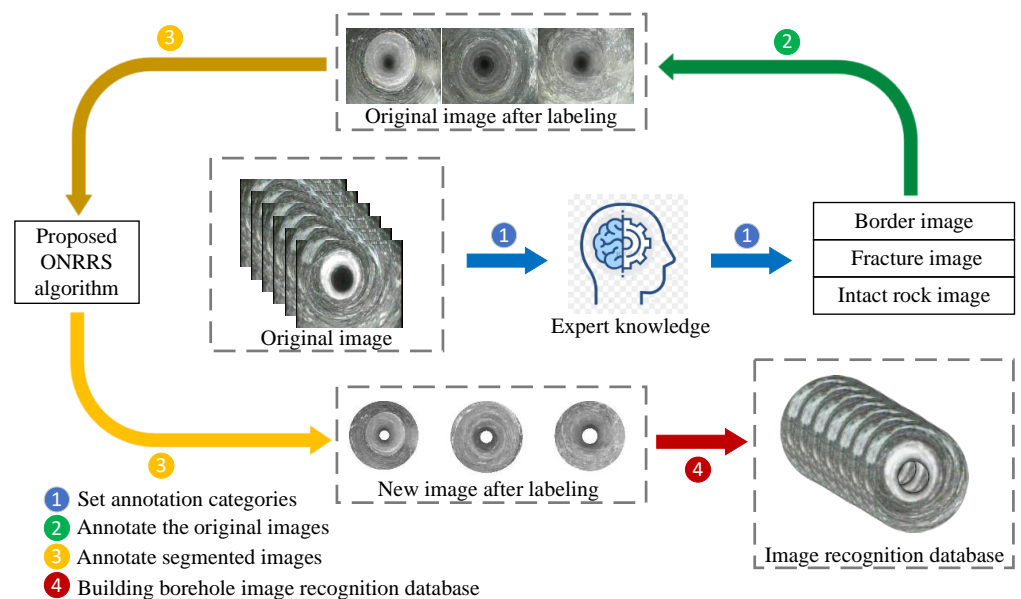 3
2
Original image after labeling
Proposed
ONRRS
algorithm
Original image
1
Expert knowledge
1
Border image
Fracture image
Intact rock image
3
New image after labeling
4
Image recognition database
1 Set annotation categories
2 Annotate the original images
3 Annotate segmented images
4 Building borehole image recognition database